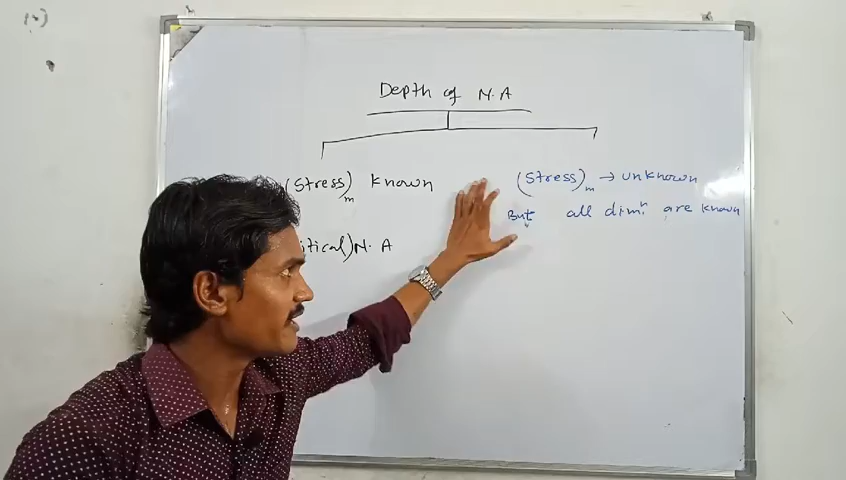 Depth of N.A
(Stress)m known
(Stress)m → unknown
But all dimⁿ are known
itical) N.A